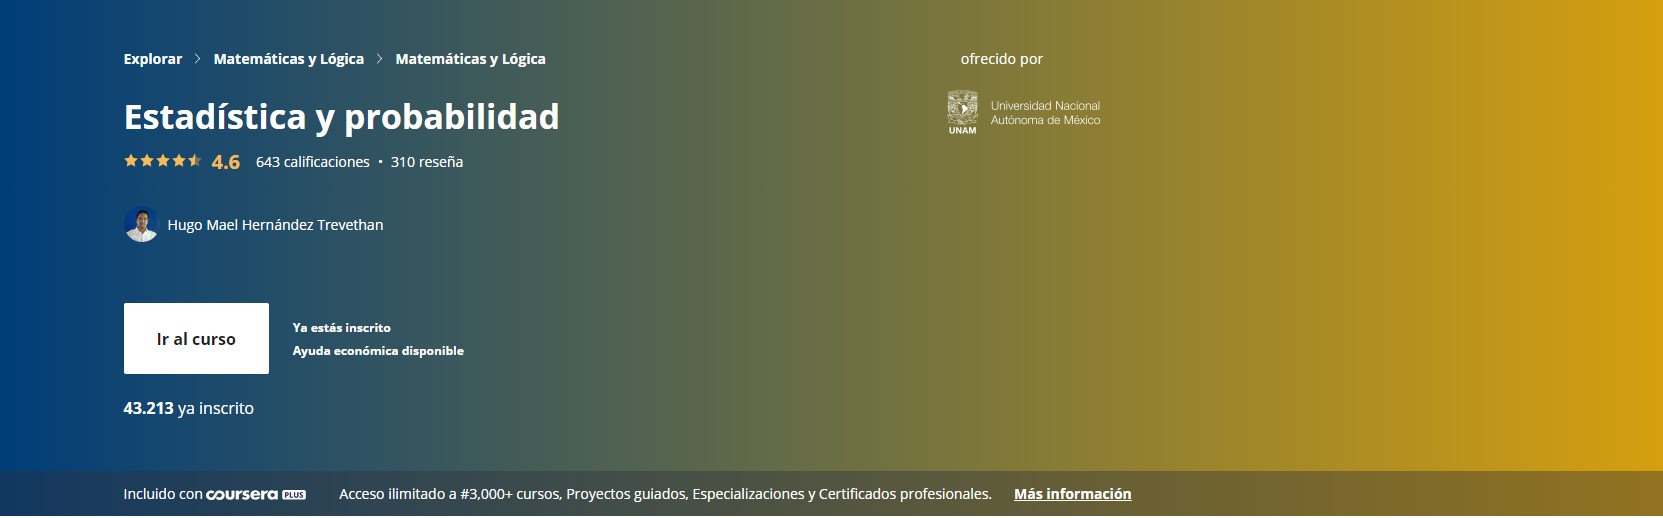 Explorar > Matemáticas y Lógica > Matemáticas y Lógica
ofrecido por
Estadística y probabilidad
UNAM
Universidad Nacional
Autónoma de México
4.6 643 calificaciones • 310 reseña
Hugo Mael Hernández Trevethan
Ir al curso
Ya estás inscrito
Ayuda económica disponible
43.213 ya inscrito
Incluido con coursera PLUS Acceso ilimitado a #3,000+ cursos, Proyectos guiados, Especializaciones y Certificados profesionales. Más información